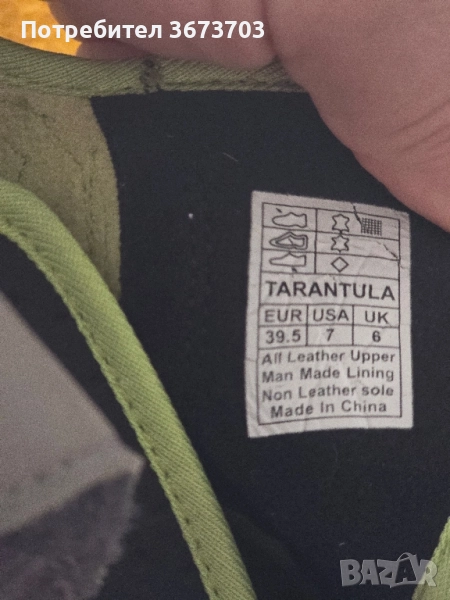 Потребител 3673703
TARANTULA
EUR USA UK
39.5 7 6
All Leather Upper
Man Made Lining
Non Leather sole
Made In China
BAZAR